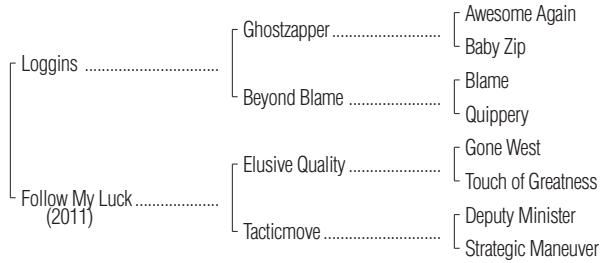 Awesome Again
Ghostzapper
Baby Zip
Loggins
Blame
Beyond Blame
Quippery
Gone West
Elusive Quality
Touch of Greatness
Follow My Luck
(2011)
Deputy Minister
Tacticmove
Strategic Maneuver